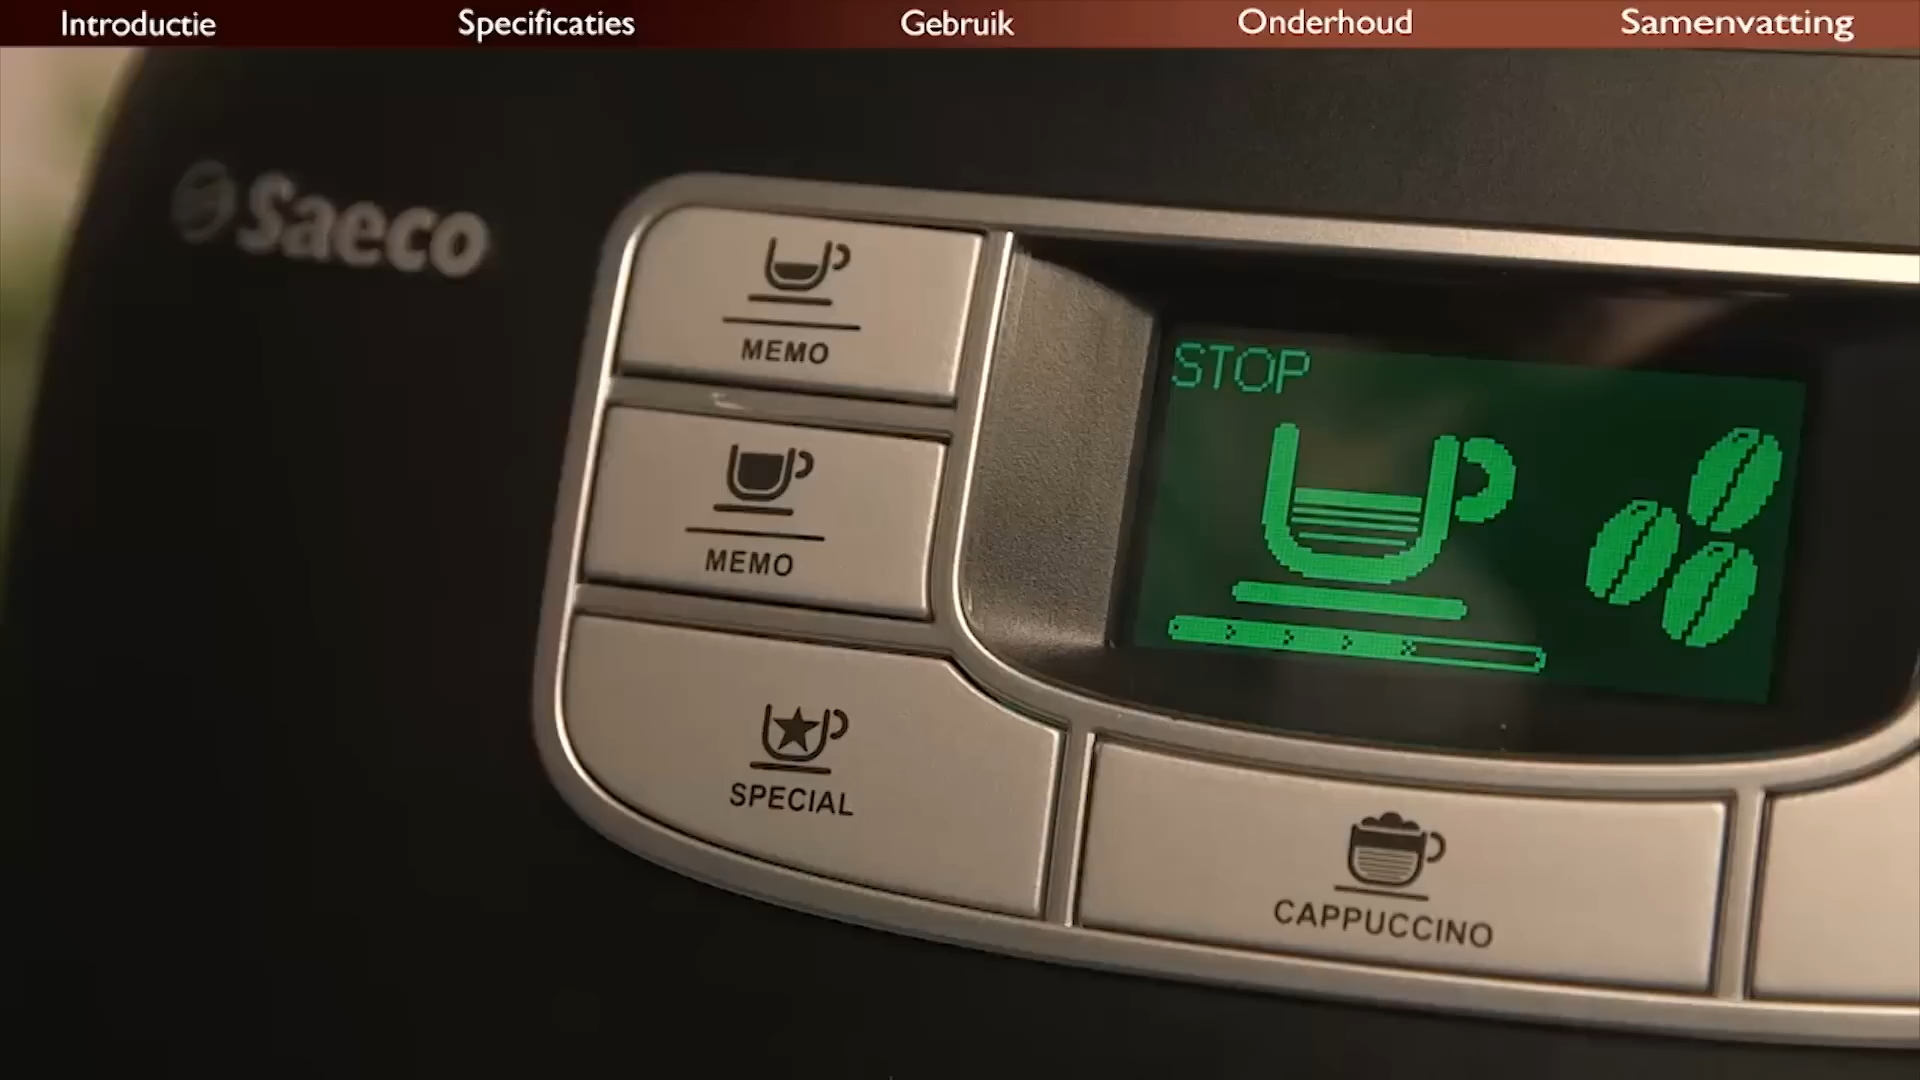 Introductie Specificaties Gebruik Onderhoud Samenvatting
Saeco
MEMO
STOP
MEMO
SPECIAL
CAPPUCCINO